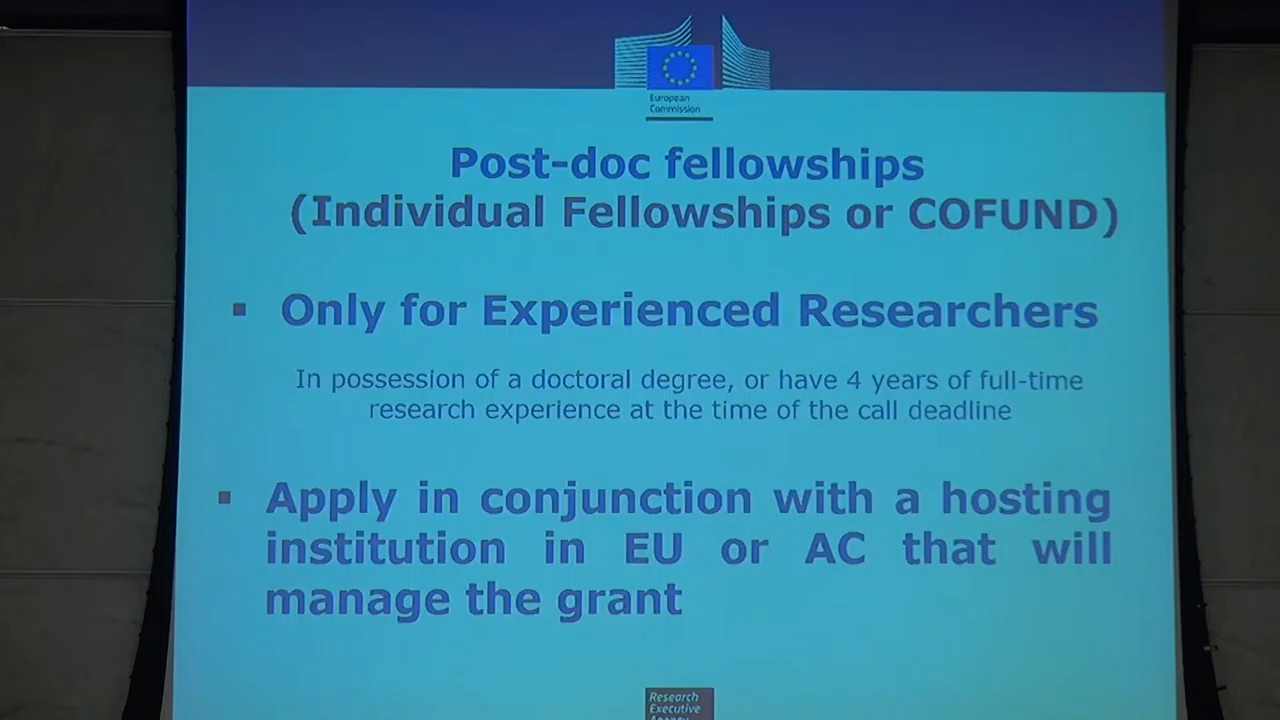 European
Commission
Post-doc fellowships
(Individual Fellowships or COFUND)
▪ Only for Experienced Researchers
In possession of a doctoral degree, or have 4 years of full-time
research experience at the time of the call deadline
▪ Apply in conjunction with a hosting
institution in EU or AC that will
manage the grant
Research
Executive